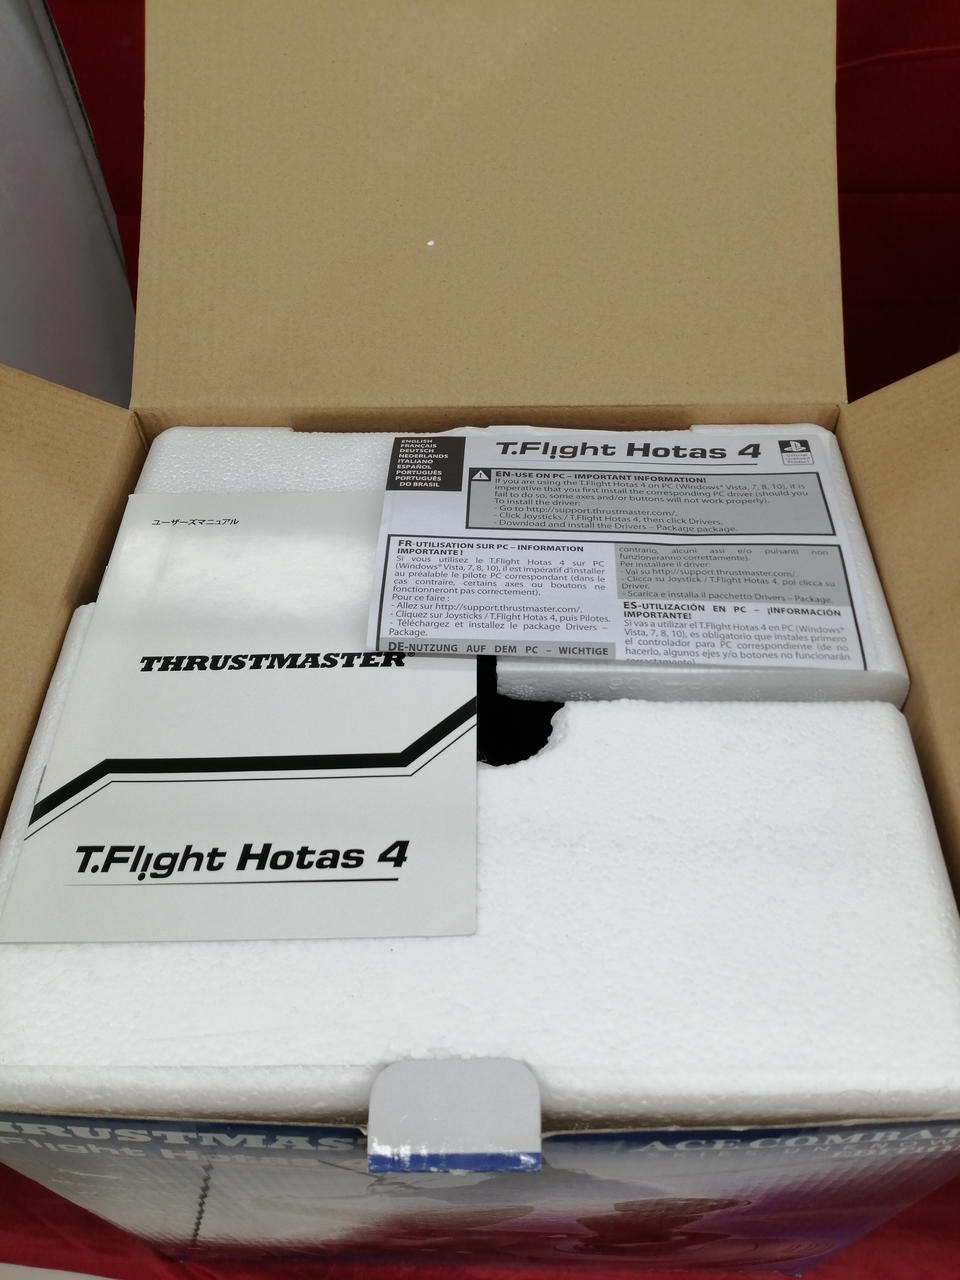 ENGLISH
FRANÇAIS
DEUTSCH
NEDERLANDS
ITALIANO
ESPAÑOL
PORTUGUÊS
PORTUGUÊS
DO BRASIL
T.Flight Hotas 4
Official
Licensed
Product
EN-USE ON PC – IMPORTANT INFORMATION!
If you are using the T.Flight Hotas 4 on PC (Windows® Vista, 7, 8, 10), it is
imperative that you first install the corresponding PC driver (should you
fail to do so, some axes and/or buttons will not work properly).
To install the driver:
- Go to http://support.thrustmaster.com/.
- Click Joysticks / T.Flight Hotas 4, then click Drivers.
- Download and install the Drivers – Package package.
FR-UTILISATION SUR PC – INFORMATION
IMPORTANTE !
Si vous utilisez le T.Flight Hotas 4 sur PC
(Windows® Vista, 7, 8, 10), il est impératif d'installer
au préalable le pilote PC correspondant (dans le
cas contraire, certains axes ou boutons ne
fonctionneront pas correctement).
Pour ce faire :
- Allez sur http://support.thrustmaster.com/.
- Cliquez sur Joysticks / T.Flight Hotas 4, puis Pilotes.
- Téléchargez et installez le package Drivers –
Package.
DE-NUTZUNG AUF DEM PC – WICHTIGE
contrario, alcuni assi e/o pulsanti non
funzioneranno correttamente).
Per installare il driver:
- Vai su http://support.thrustmaster.com/.
- Clicca su Joystick / T.Flight Hotas 4, poi clicca su
Driver.
- Scarica e installa il pacchetto Drivers – Package.
ES-UTILIZACIÓN EN PC – ¡INFORMACIÓN
IMPORTANTE!
Si vas a utilizar el T.Flight Hotas 4 en PC (Windows®
Vista, 7, 8, 10), es obligatorio que instales primero
el controlador para PC correspondiente (de no
hacerlo, algunos ejes y/o botones no funcionarán
correctamente)
ユーザーズマニュアル
THRUSTMASTER®
T.Flight Hotas 4